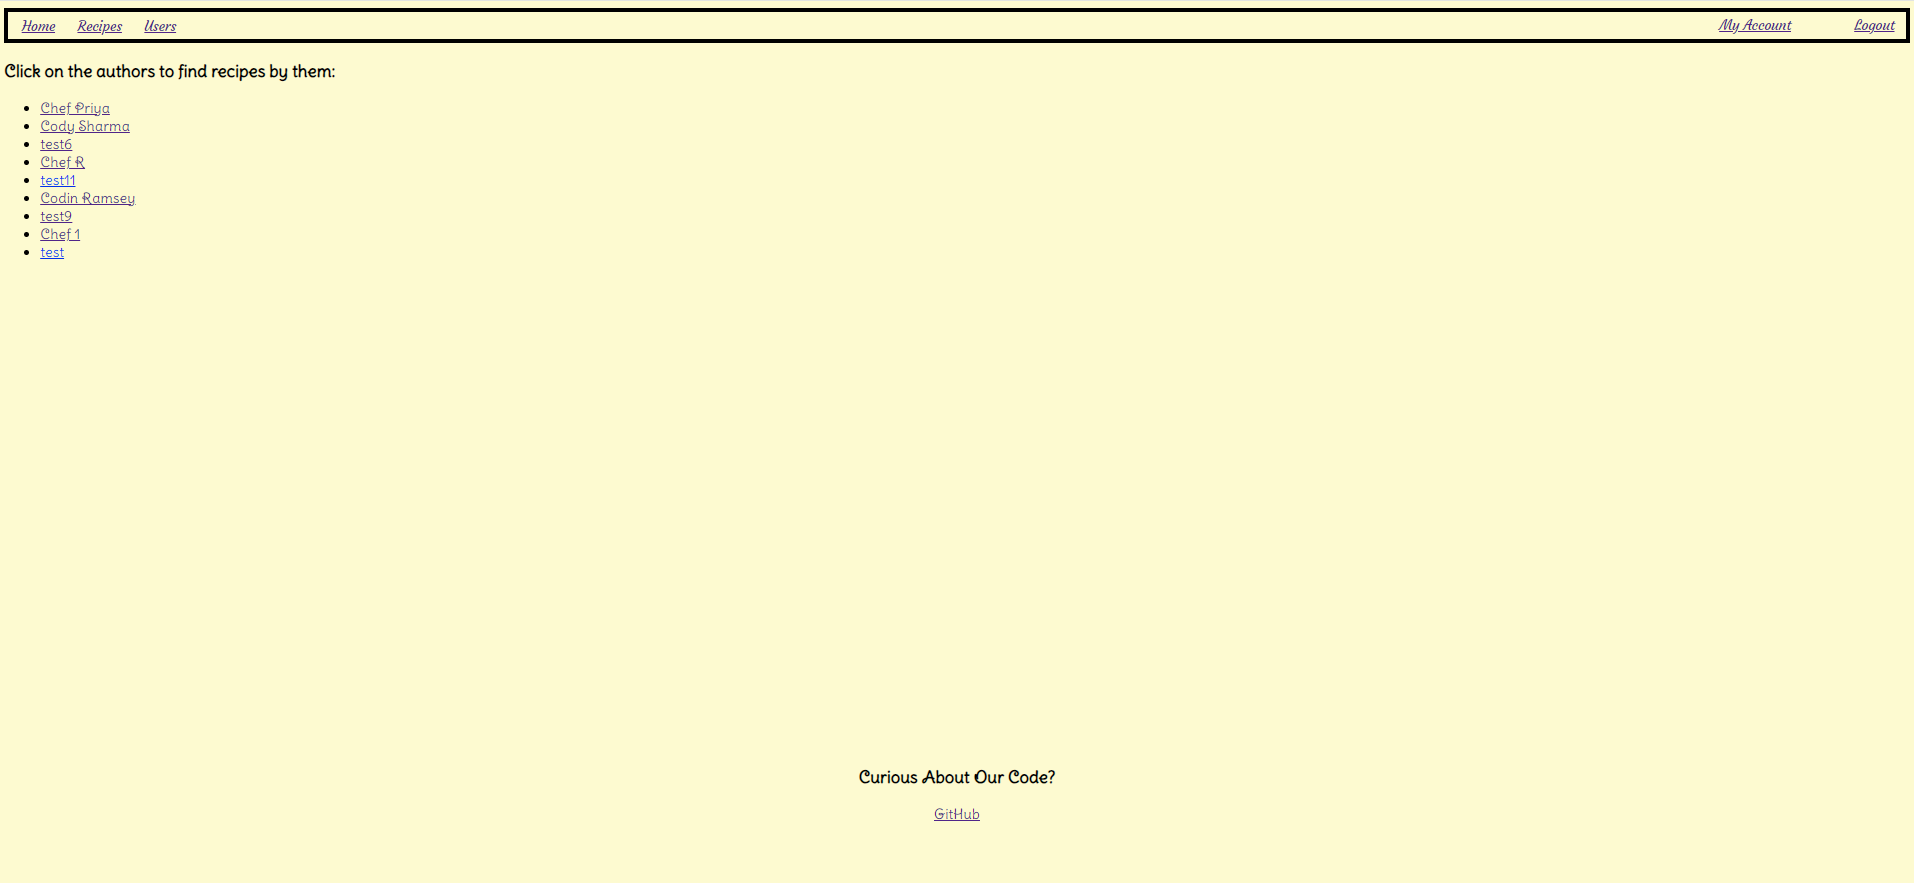 Home Recipes Users My Account Logout
Click on the authors to find recipes by them:
Chef Priya
Cody Sharma
test6
Chef R
test11
Codin Ramsey
test9
Chef 1
test
Curious About Our Code?
GitHub